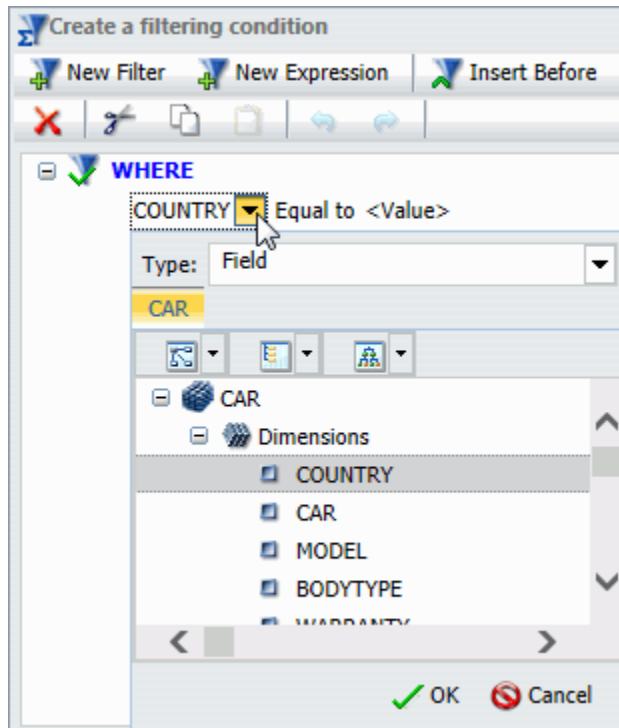 Create a filtering condition
New Filter New Expression Insert Before
WHERE
COUNTRY Equal to <Value>
Type: Field
CAR
CAR
Dimensions
COUNTRY
CAR
MODEL
BODYTYPE
WARRANTY
OK Cancel